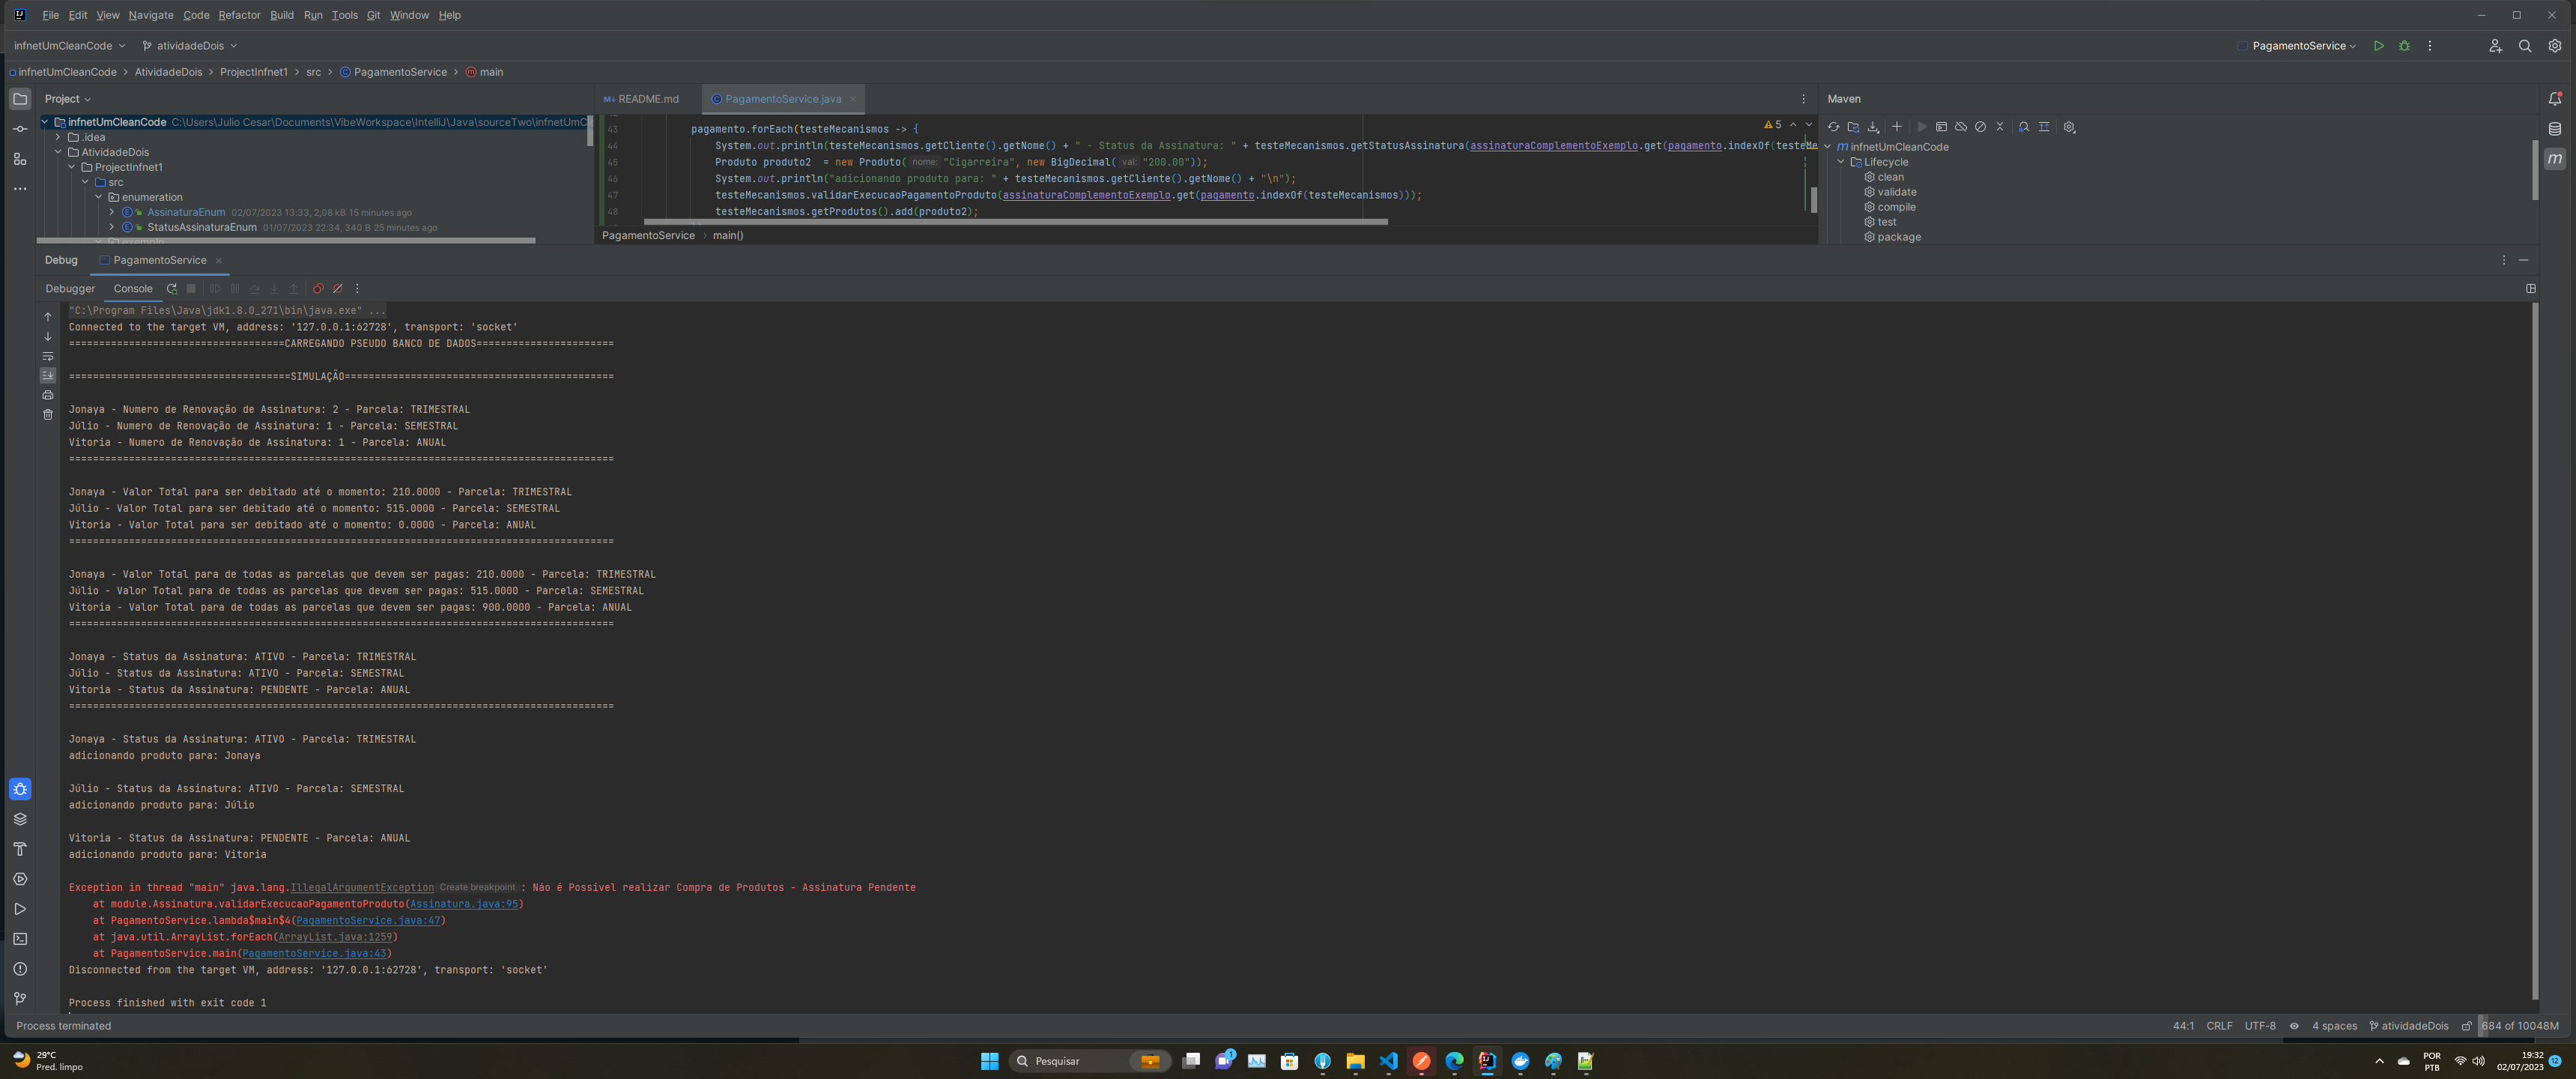 File Edit View Navigate Code Refactor Build Run Tools Git Window Help
infnetUmCleanCode atividadeDois PagamentoService
infnetUmCleanCode > AtividadeDois > ProjectInfnet1 > src > PagamentoService > main
Project
infnetUmCleanCode C:\Users\Julio Cesar\Documents\VibeWorkspace\IntelliJ\Java\sourceTwo\infnetUmC
.idea
AtividadeDois
ProjectInfnet1
src
enumeration
AssinaturaEnum 02/07/2023 13:33, 2,08 kB 15 minutes ago
StatusAssinaturaEnum 01/07/2023 22:34, 340 B 25 minutes ago
exemplo
README.md PagamentoService.java
5
43 pagamento.forEach(testeMecanismos -> {
44 System.out.println(testeMecanismos.getCliente().getNome() + " - Status da Assinatura: " + testeMecanismos.getStatusAssinatura(assinaturaComplementoExemplo.get(pagamento.indexOf(testeMe
45 Produto produto2  = new Produto( nome: "Cigarreira", new BigDecimal( val: "200.00"));
46 System.out.println("adicionando produto para: " + testeMecanismos.getCliente().getNome() + "\n");
47 testeMecanismos.validarExecucaoPagamentoProduto(assinaturaComplementoExemplo.get(pagamento.indexOf(testeMecanismos)));
48 testeMecanismos.getProdutos().add(produto2);
PagamentoService > main()
Maven
infnetUmCleanCode
Lifecycle
clean
validate
compile
test
package
Debug PagamentoService
Debugger Console
"C:\Program Files\Java\jdk1.8.0_271\bin\java.exe" ...
Connected to the target VM, address: '127.0.0.1:62728', transport: 'socket'
====================================CARREGANDO PSEUDO BANCO DE DADOS=======================
=====================================SIMULAÇÃO=============================================
Jonaya - Numero de Renovação de Assinatura: 2 - Parcela: TRIMESTRAL
Júlio - Numero de Renovação de Assinatura: 1 - Parcela: SEMESTRAL
Vitoria - Numero de Renovação de Assinatura: 1 - Parcela: ANUAL
===========================================================================================
Jonaya - Valor Total para ser debitado até o momento: 210.0000 - Parcela: TRIMESTRAL
Júlio - Valor Total para ser debitado até o momento: 515.0000 - Parcela: SEMESTRAL
Vitoria - Valor Total para ser debitado até o momento: 0.0000 - Parcela: ANUAL
===========================================================================================
Jonaya - Valor Total para de todas as parcelas que devem ser pagas: 210.0000 - Parcela: TRIMESTRAL
Júlio - Valor Total para de todas as parcelas que devem ser pagas: 515.0000 - Parcela: SEMESTRAL
Vitoria - Valor Total para de todas as parcelas que devem ser pagas: 900.0000 - Parcela: ANUAL
===========================================================================================
Jonaya - Status da Assinatura: ATIVO - Parcela: TRIMESTRAL
Júlio - Status da Assinatura: ATIVO - Parcela: SEMESTRAL
Vitoria - Status da Assinatura: PENDENTE - Parcela: ANUAL
===========================================================================================
Jonaya - Status da Assinatura: ATIVO - Parcela: TRIMESTRAL
adicionando produto para: Jonaya
Júlio - Status da Assinatura: ATIVO - Parcela: SEMESTRAL
adicionando produto para: Júlio
Vitoria - Status da Assinatura: PENDENTE - Parcela: ANUAL
adicionando produto para: Vitoria
Exception in thread "main" java.lang.IllegalArgumentException Create breakpoint : Náo é Possivel realizar Compra de Produtos - Assinatura Pendente
at module.Assinatura.validarExecucaoPagamentoProduto(Assinatura.java:95)
at PagamentoService.lambda$main$4(PagamentoService.java:47)
at java.util.ArrayList.forEach(ArrayList.java:1259)
at PagamentoService.main(PagamentoService.java:43)
Disconnected from the target VM, address: '127.0.0.1:62728', transport: 'socket'
Process finished with exit code 1
Process terminated
44:1 CRLF UTF-8 4 spaces atividadeDois 684 of 10048M
29°C
Pred. limpo
Pesquisar
1
POR
PTB
19:32
02/07/2023
12